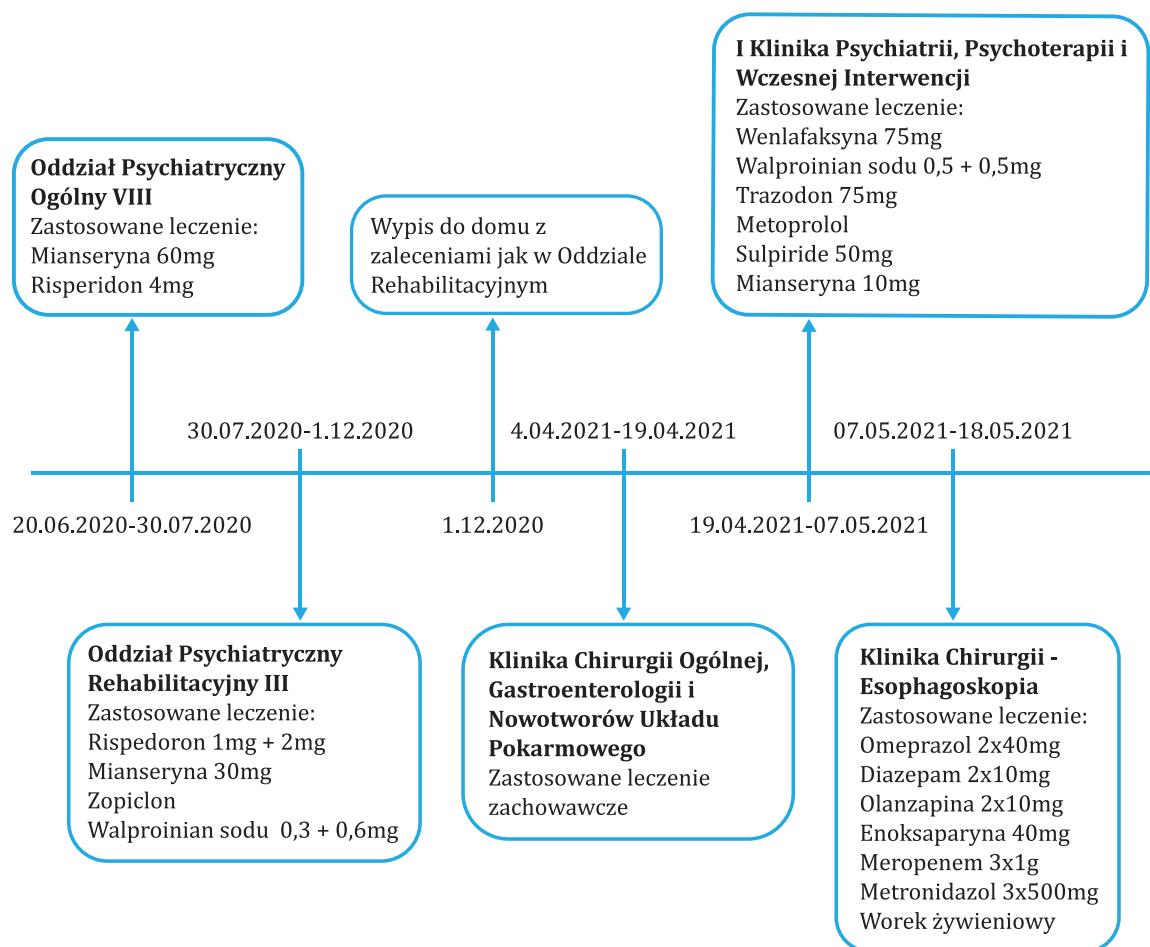 I Klinika Psychiatrii, Psychoterapii i
Wczesnej Interwencji
Zastosowane leczenie:
Wenlafaksyna 75mg
Walproinian sodu 0,5 + 0,5mg
Trazodon 75mg
Metoprolol
Sulpiride 50mg
Mianseryna 10mg
Oddział Psychiatryczny
Ogólny VIII
Zastosowane leczenie:
Mianseryna 60mg
Risperidon 4mg
Wypis do domu z
zaleceniami jak w Oddziale
Rehabilitacyjnym
30.07.2020-1.12.2020
4.04.2021-19.04.2021
07.05.2021-18.05.2021
20.06.2020-30.07.2020
1.12.2020
19.04.2021-07.05.2021
Oddział Psychiatryczny
Rehabilitacyjny III
Zastosowane leczenie:
Rispedoron 1mg + 2mg
Mianseryna 30mg
Zopiclon
Walproinian sodu 0,3 + 0,6mg
Klinika Chirurgii Ogólnej,
Gastroenterologii i
Nowotworów Układu
Pokarmowego
Zastosowane leczenie
zachowawcze
Klinika Chirurgii -
Esophagoskopia
Zastosowane leczenie:
Omeprazol 2x40mg
Diazepam 2x10mg
Olanzapina 2x10mg
Enoksaparyna 40mg
Meropenem 3x1g
Metronidazol 3x500mg
Worek żywieniowy